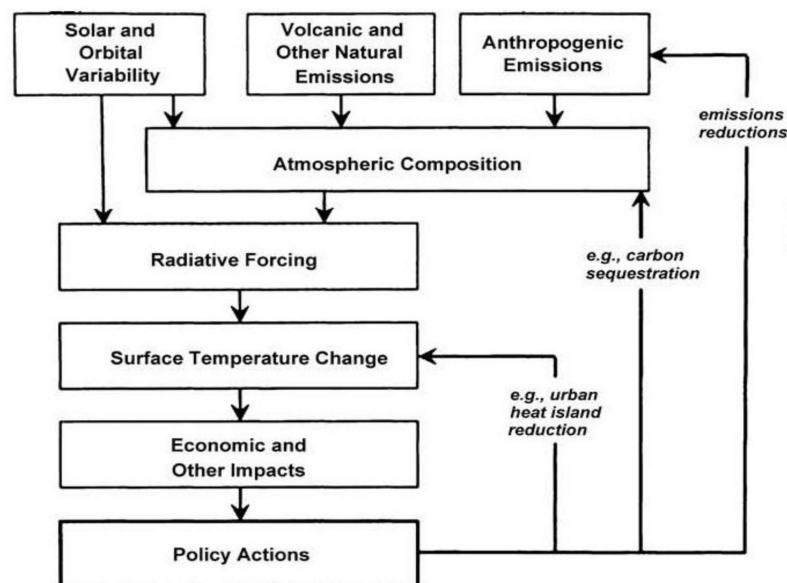 Solar and
Orbital
Variability
Volcanic and
Other Natural
Emissions
Anthropogenic
Emissions
emissions
reductions
Atmospheric Composition
Radiative Forcing
e.g., carbon
sequestration
Surface Temperature Change
e.g., urban
heat island
reduction
Economic and
Other Impacts
Policy Actions